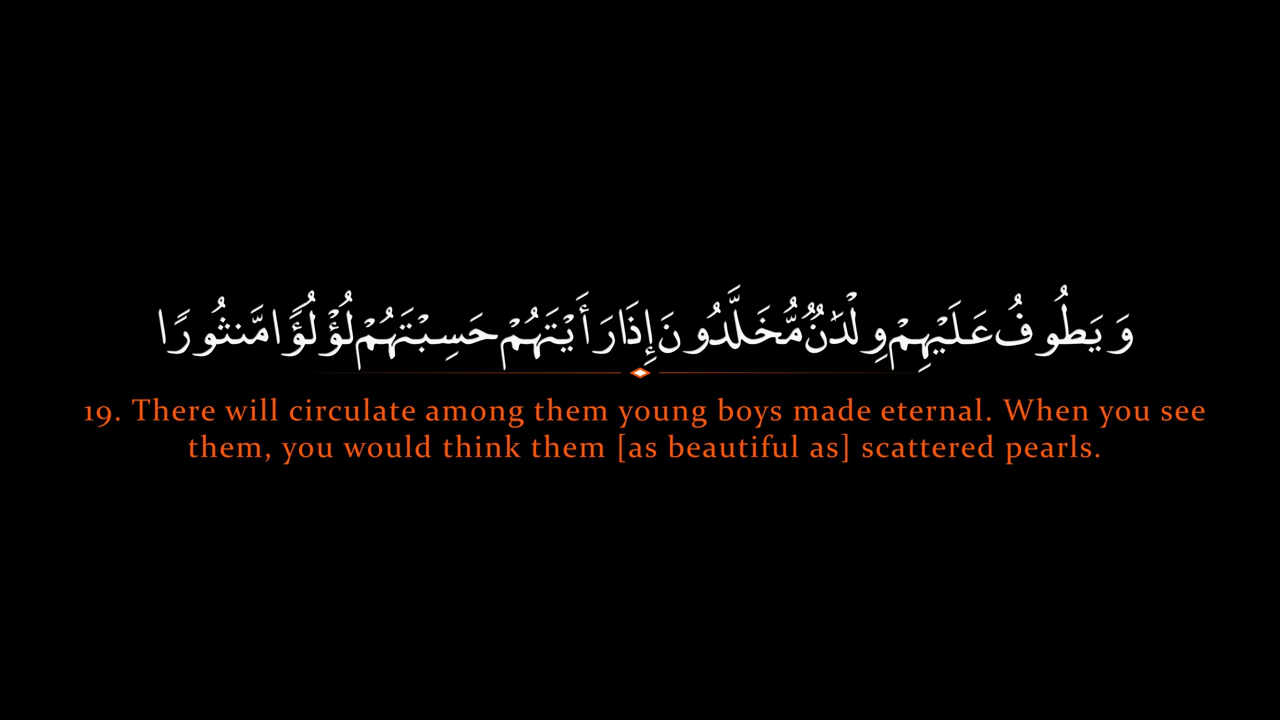 وَيَطُوفُ عَلَيْهِمْ وِلْدَٰنٌ مُّخَلَّدُونَ إِذَا رَأَيْتَهُمْ حَسِبْتَهُمْ لُؤْلُؤًا مَّنثُورًا
19. There will circulate among them young boys made eternal. When you see
them, you would think them [as beautiful as] scattered pearls.